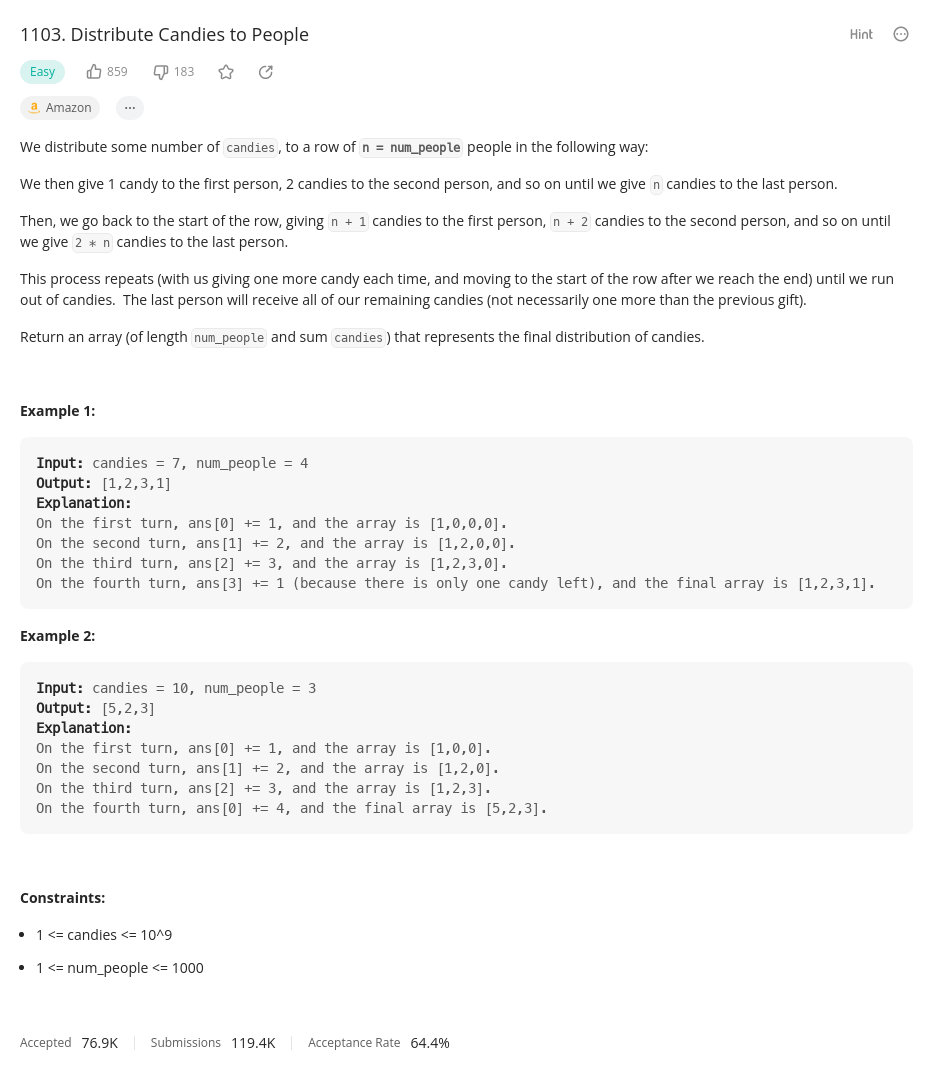 1103. Distribute Candies to People
Hint
Easy 859 183
a Amazon ...
We distribute some number of candies, to a row of n = num_people people in the following way:
We then give 1 candy to the first person, 2 candies to the second person, and so on until we give n candies to the last person.
Then, we go back to the start of the row, giving n + 1 candies to the first person, n + 2 candies to the second person, and so on until
we give 2 * n candies to the last person.
This process repeats (with us giving one more candy each time, and moving to the start of the row after we reach the end) until we run
out of candies.  The last person will receive all of our remaining candies (not necessarily one more than the previous gift).
Return an array (of length num_people and sum candies) that represents the final distribution of candies.
Example 1:
Input: candies = 7, num_people = 4
Output: [1,2,3,1]
Explanation:
On the first turn, ans[0] += 1, and the array is [1,0,0,0].
On the second turn, ans[1] += 2, and the array is [1,2,0,0].
On the third turn, ans[2] += 3, and the array is [1,2,3,0].
On the fourth turn, ans[3] += 1 (because there is only one candy left), and the final array is [1,2,3,1].
Example 2:
Input: candies = 10, num_people = 3
Output: [5,2,3]
Explanation:
On the first turn, ans[0] += 1, and the array is [1,0,0].
On the second turn, ans[1] += 2, and the array is [1,2,0].
On the third turn, ans[2] += 3, and the array is [1,2,3].
On the fourth turn, ans[0] += 4, and the final array is [5,2,3].
Constraints:
• 1 <= candies <= 10^9
• 1 <= num_people <= 1000
Accepted 76.9K Submissions 119.4K Acceptance Rate 64.4%